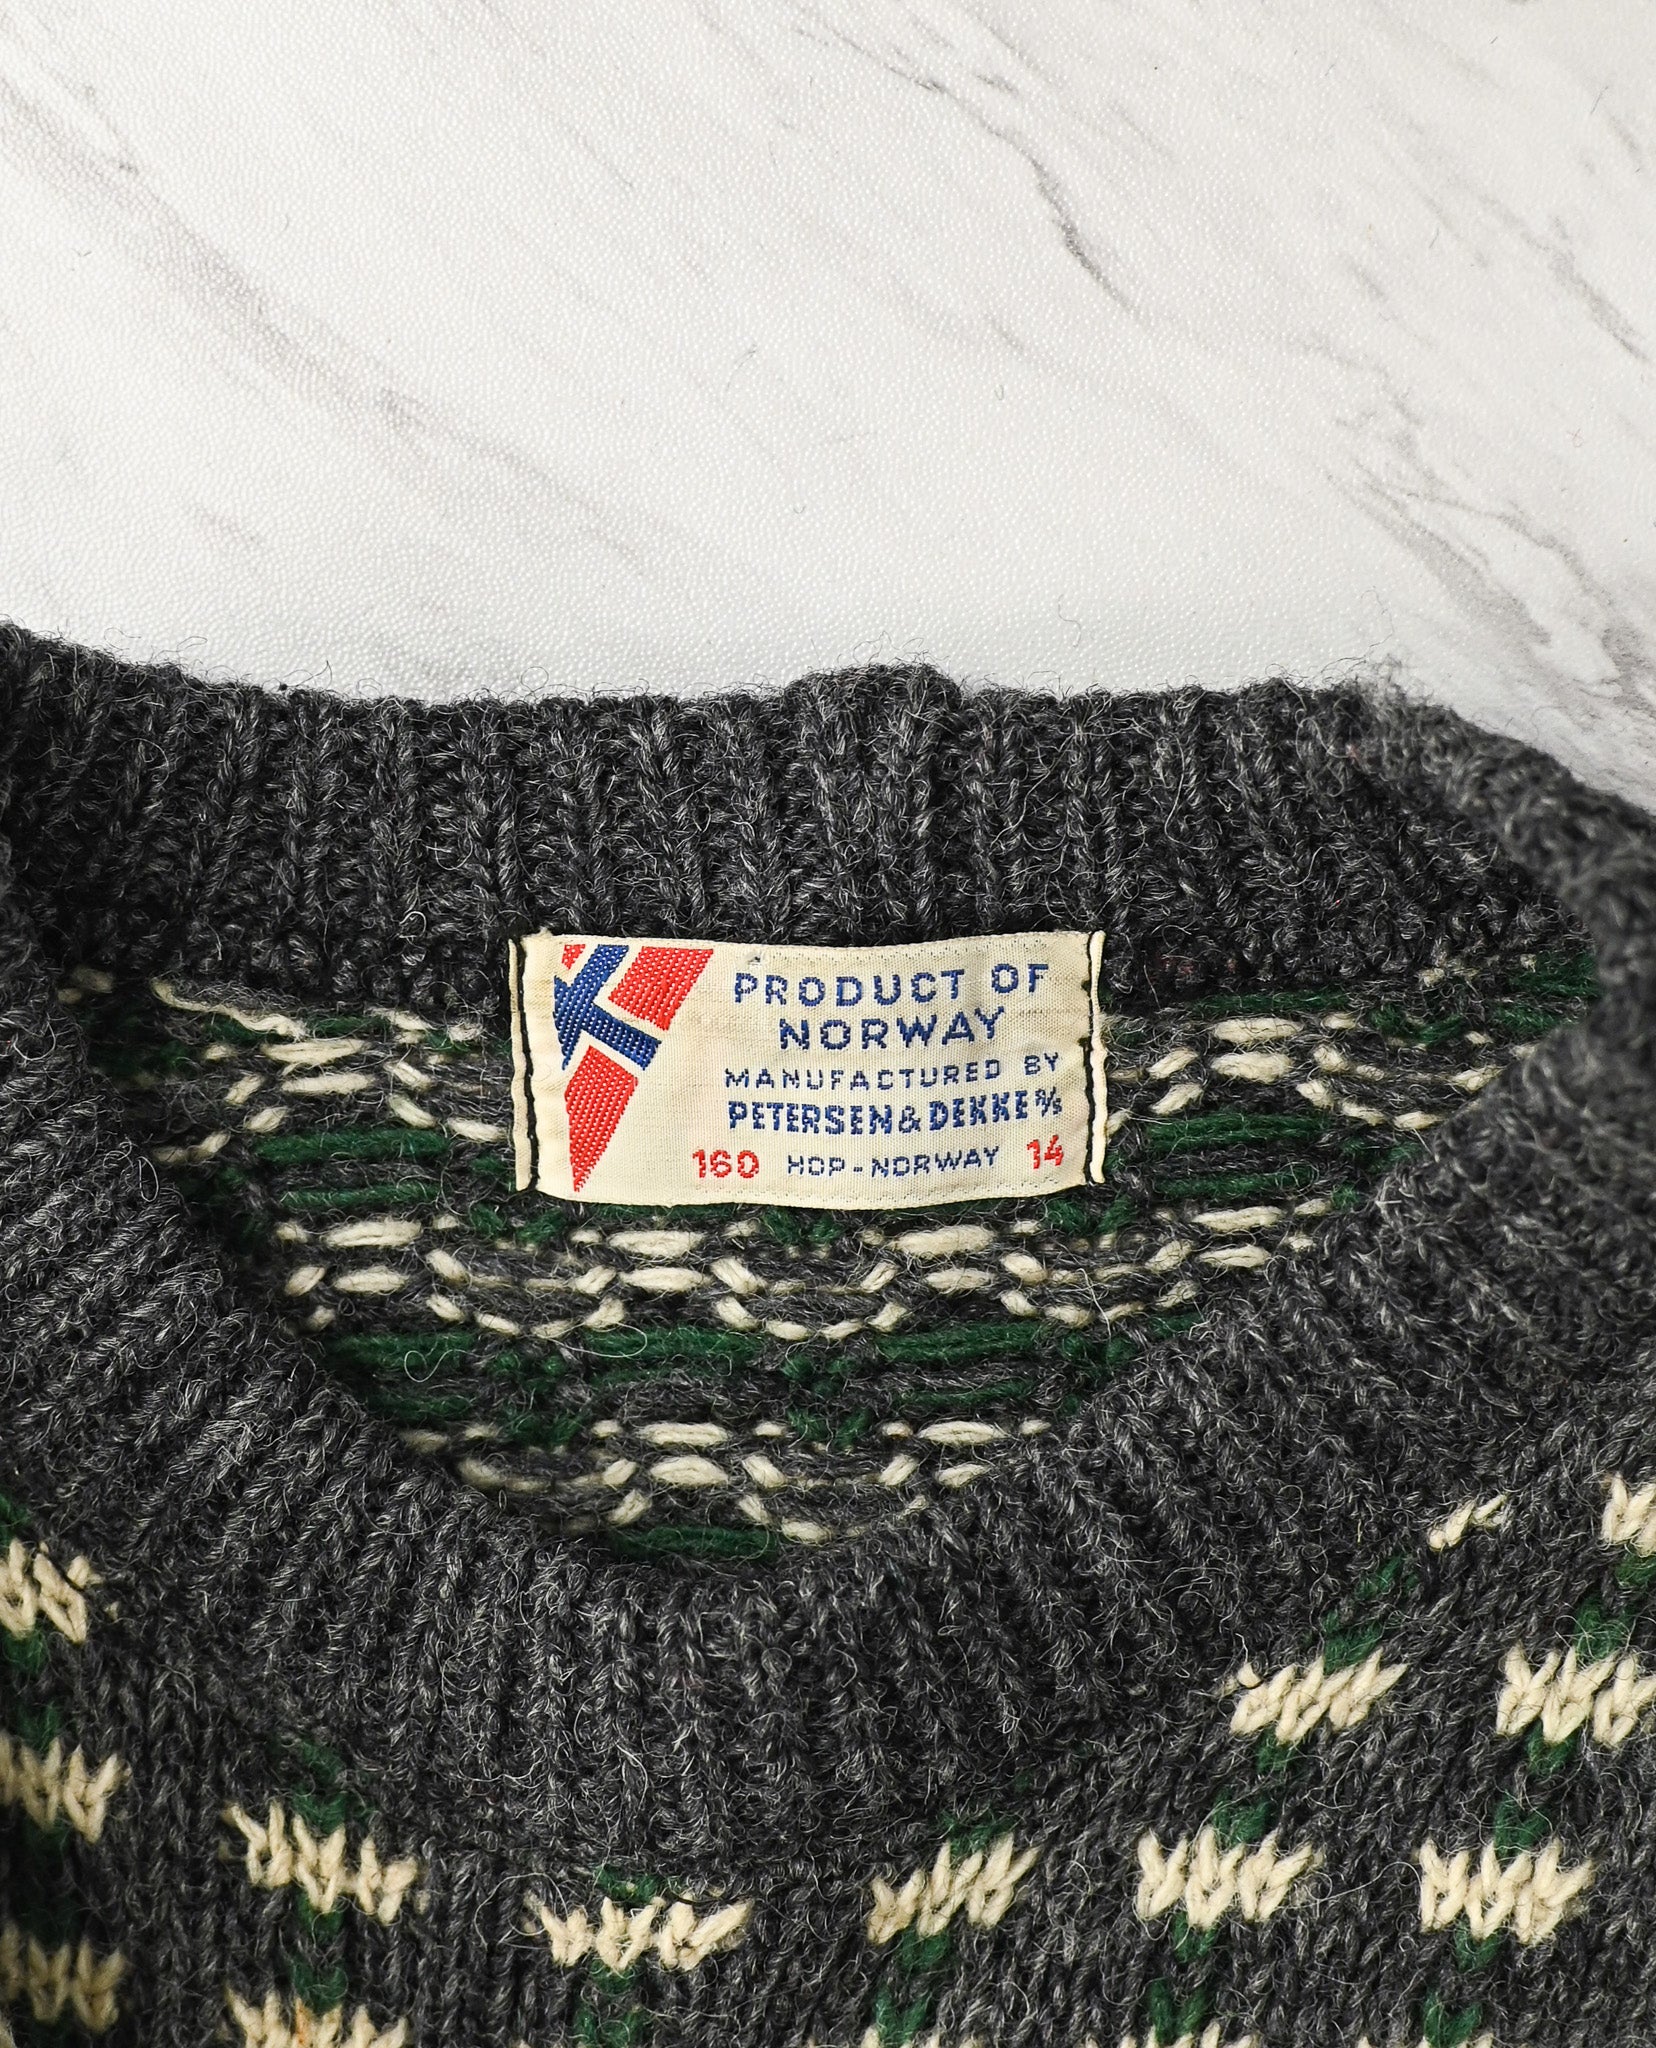 PRODUCT OF
NORWAY
MANUFACTURED BY
PETERSEN & DEKKE A/S
160 HOP-NORWAY 14